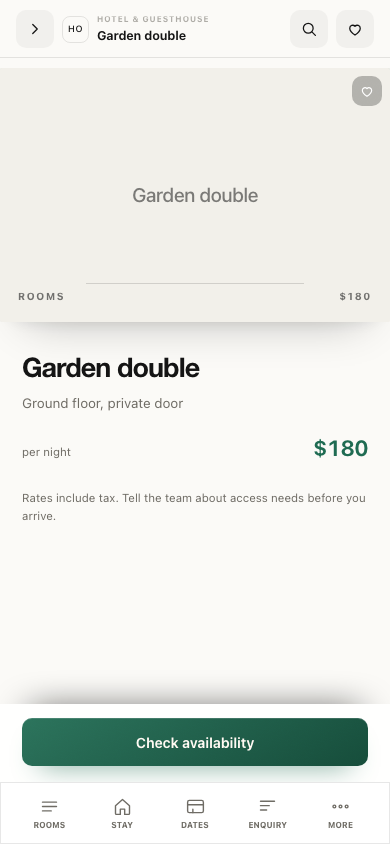 HO
HOTEL & GUESTHOUSE
Garden double
Garden double
ROOMS
$180
Garden double
Ground floor, private door
per night
$180
Rates include tax. Tell the team about access needs before you
arrive.
Check availability
ROOMS
STAY
DATES
ENQUIRY
MORE